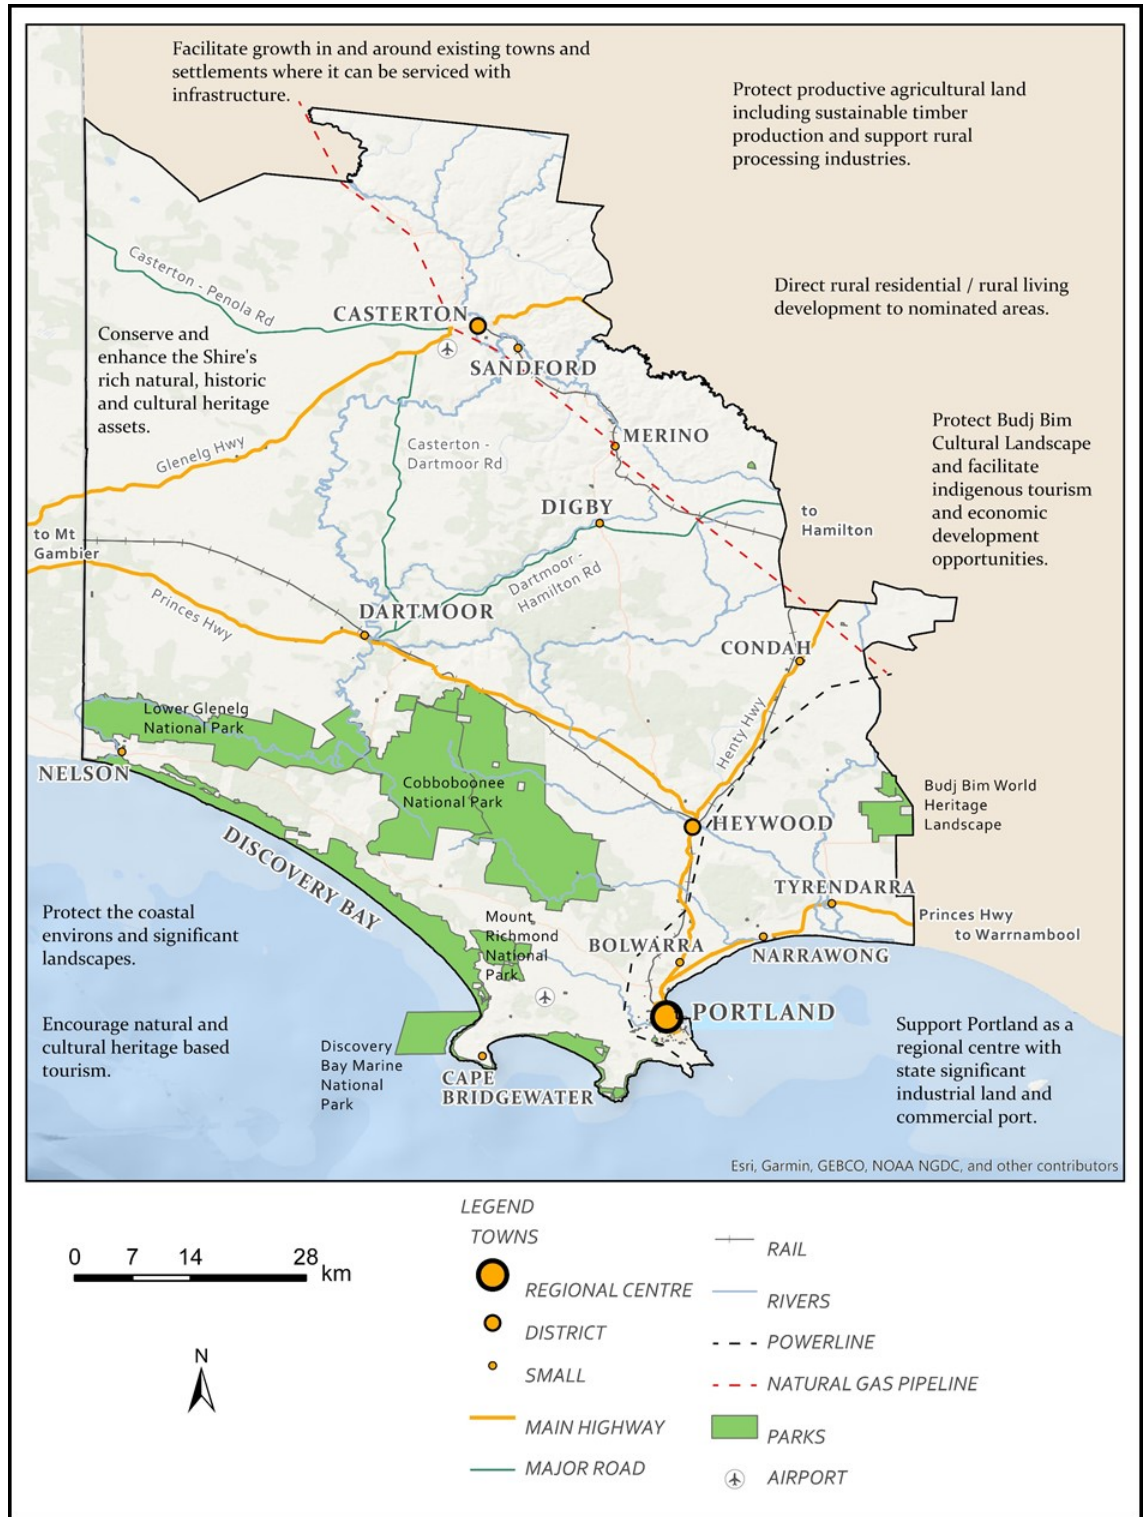 Facilitate growth in and around existing towns and
settlements where it can be serviced with
infrastructure.
Protect productive agricultural land
including sustainable timber
production and support rural
processing industries.
Casterton - Penola Rd
Direct rural residential / rural living
development to nominated areas.
CASTERTON
Conserve and
enhance the Shire's
rich natural, historic
and cultural heritage
assets.
SANDFORD
Glenelg Hwy
Casterton -
Dartmoor Rd
MERINO
Protect Budj Bim
Cultural Landscape
and facilitate
indigenous tourism
and economic
development
opportunities.
DIGBY
to
Hamilton
to Mt
Gambier
Dartmoor -
Hamilton Rd
Princes Hwy
DARTMOOR
CONDAH
Lower Glenelg
National Park
Henty Hwy
NELSON
Cobboboonee
National Park
Budj Bim World
Heritage
Landscape
HEYWOOD
DISCOVERY BAY
TYRENDARRA
Protect the coastal
environs and significant
landscapes.
Mount
Richmond
National
Park
BOLWARRA
NARRAWONG
Princes Hwy
to Warrnambool
PORTLAND
Encourage natural and
cultural heritage based
tourism.
Discovery
Bay Marine
National
Park
CAPE
BRIDGEWATER
Support Portland as a
regional centre with
state significant
industrial land and
commercial port.
Esri, Garmin, GEBCO, NOAA NGDC, and other contributors
LEGEND
TOWNS
REGIONAL CENTRE
DISTRICT
SMALL
MAIN HIGHWAY
MAJOR ROAD
RAIL
RIVERS
POWERLINE
NATURAL GAS PIPELINE
PARKS
AIRPORT
0 7 14 28 km
N